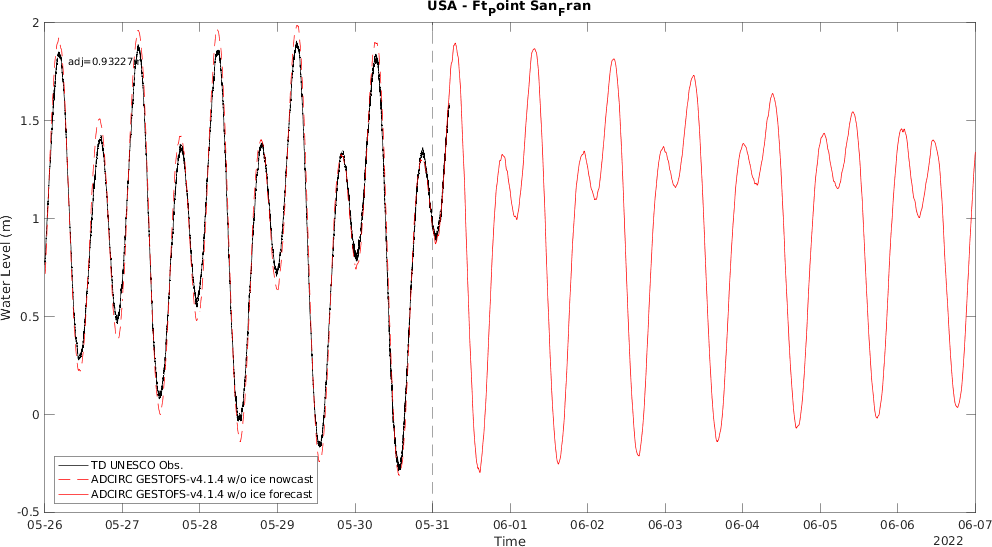 USA - Ft_Point San_Fran
2
1.5
1
0.5
0
-0.5
Water Level (m)
adj=0.93227
TD UNESCO Obs.
ADCIRC GESTOFS-v4.1.4 w/o ice nowcast
ADCIRC GESTOFS-v4.1.4 w/o ice forecast
05-26 05-27 05-28 05-29 05-30 05-31 06-01 06-02 06-03 06-04 06-05 06-06 06-07
Time
2022